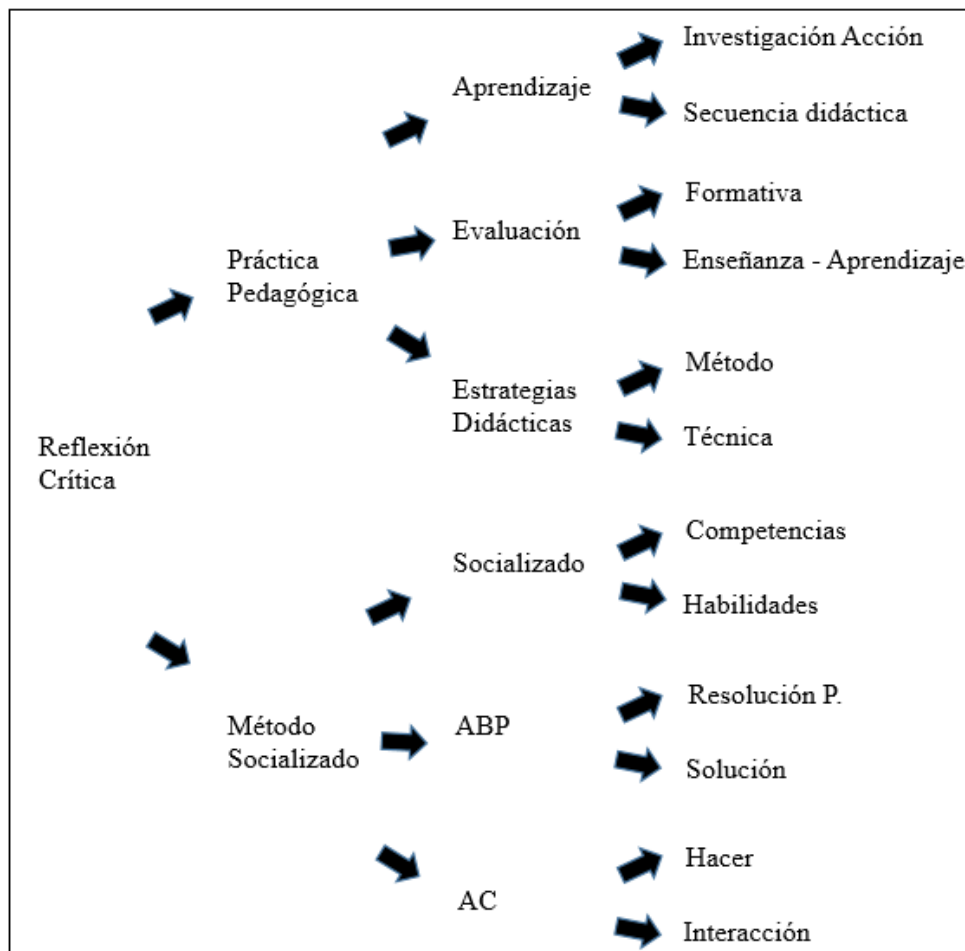 Investigación Acción
Aprendizaje
Secuencia didáctica
Formativa
Evaluación
Práctica
Pedagógica
Enseñanza - Aprendizaje
Método
Estrategias
Didácticas
Técnica
Reflexión
Crítica
Competencias
Socializado
Habilidades
Resolución P.
Método
Socializado
ABP
Solución
Hacer
AC
Interacción